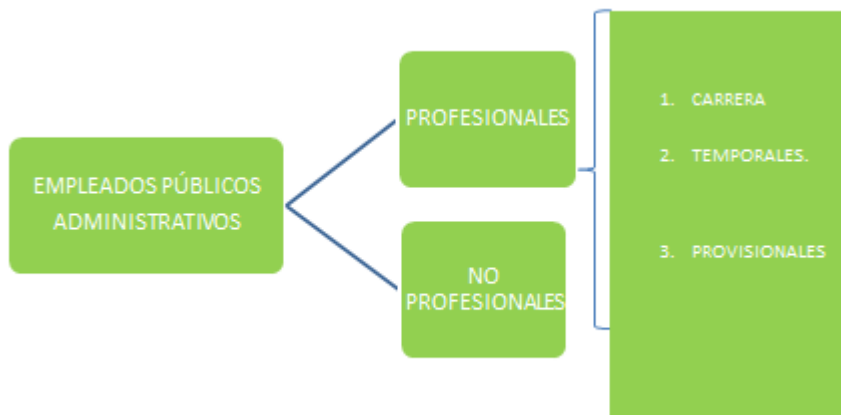 EMPLEADOS PÚBLICOS
ADMINISTRATIVOS
PROFESIONALES
NO
PROFESIONALES
1. CARRERA
2. TEMPORALES.
3. PROVISIONALES